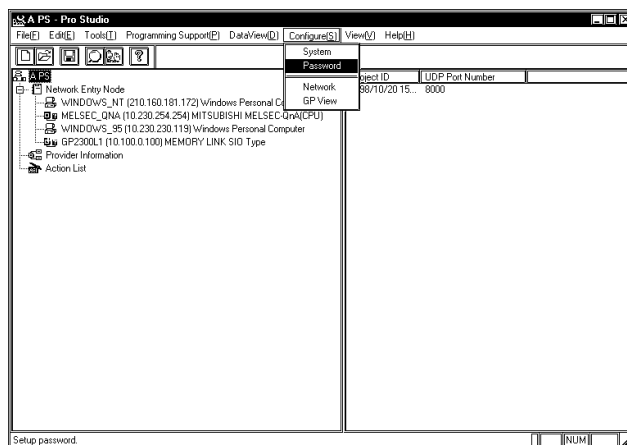 A PS - Pro Studio
File(F) Edit(E) Tools(T) Programming Support(P) DataView(D) Configure(S) View(V) Help(H)
System
Password
Network
GP View
oject ID UDP Port Number
98/10/20 15... 8000
A PS
Network Entry Node
WINDOWS_NT (210.160.181.172) Windows Personal Co
MELSEC_QNA (10.230.254.254) MITSUBISHI MELSEC-QnA(CPU)
WINDOWS_95 (10.230.230.119) Windows Personal Computer
GP2300L1 (10.100.0.100) MEMORY LINK SIO Type
Provider Information
Action List
Setup password.
NUM